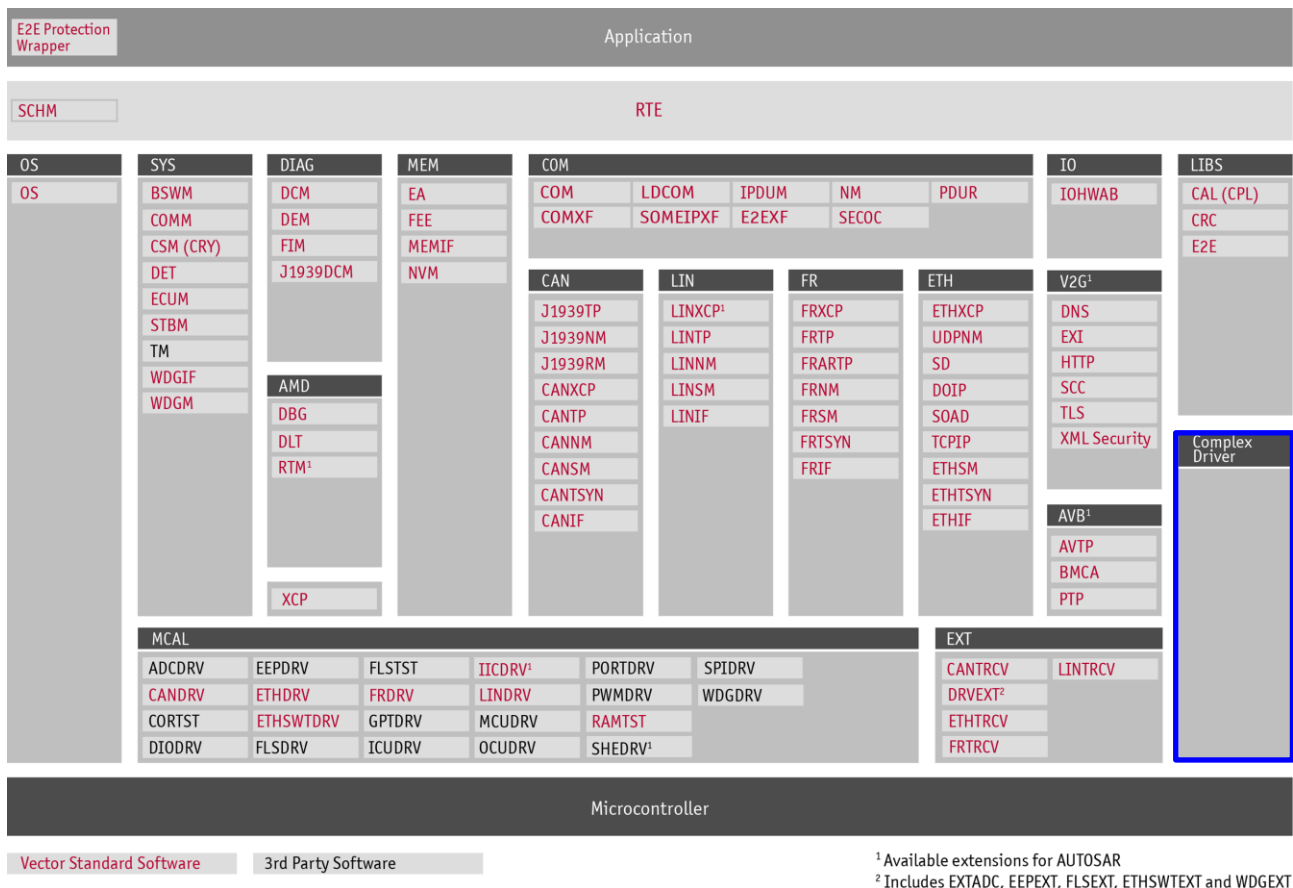 E2E Protection
Wrapper
Application
SCHM
RTE
OS
OS
SYS
BSWM
COMM
CSM (CRY)
DET
ECUM
STBM
TM
WDGIF
WDGM
DIAG
DCM
DEM
FIM
J1939DCM
AMD
DBG
DLT
RTM¹
XCP
MEM
EA
FEE
MEMIF
NVM
COM
COM LDCOM IPDUM NM PDUR
COMXF SOMEIPXF E2EXF SECOC
CAN
J1939TP
J1939NM
J1939RM
CANXCP
CANTP
CANNM
CANSM
CANTSYN
CANIF
LIN
LINXCP¹
LINTP
LINNM
LINSM
LINIF
FR
FRXCP
FRTP
FRARTP
FRNM
FRSM
FRTSYN
FRIF
ETH
ETHXCP
UDPNM
SD
DOIP
SOAD
TCPIP
ETHSM
ETHTSYN
ETHIF
IO
IOHWAB
V2G¹
DNS
EXI
HTTP
SCC
TLS
XML Security
AVB¹
AVTP
BMCA
PTP
LIBS
CAL (CPL)
CRC
E2E
Complex
Driver
MCAL
ADCDRV EEPDRV FLSTST IICDRV¹ PORTDRV SPIDRV
CANDRV ETHDRV FRDRV LINDRV PWMDRV WDGDRV
CORTST ETHSWTDRV GPTDRV MCUDRV RAMTST
DIODRV FLSDRV ICUDRV OCUDRV SHEDRV¹
EXT
CANTRCV LINTRCV
DRVEXT²
ETHTRCV
FRTRCV
Microcontroller
Vector Standard Software 3rd Party Software
¹ Available extensions for AUTOSAR
² Includes EXTADC, EEPEXT, FLSEXT, ETHSWTEXT and WDGEXT